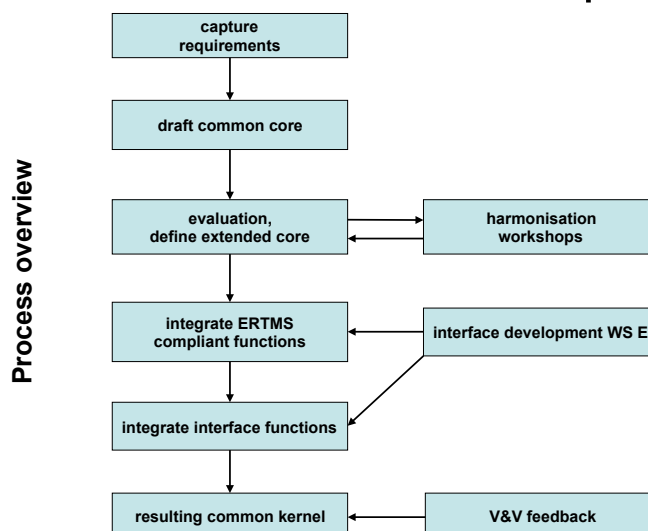 Process overview
capture
requirements
draft common core
evaluation,
define extended core
harmonisation
workshops
integrate ERTMS
compliant functions
interface development WS E
integrate interface functions
resulting common kernel
V&V feedback